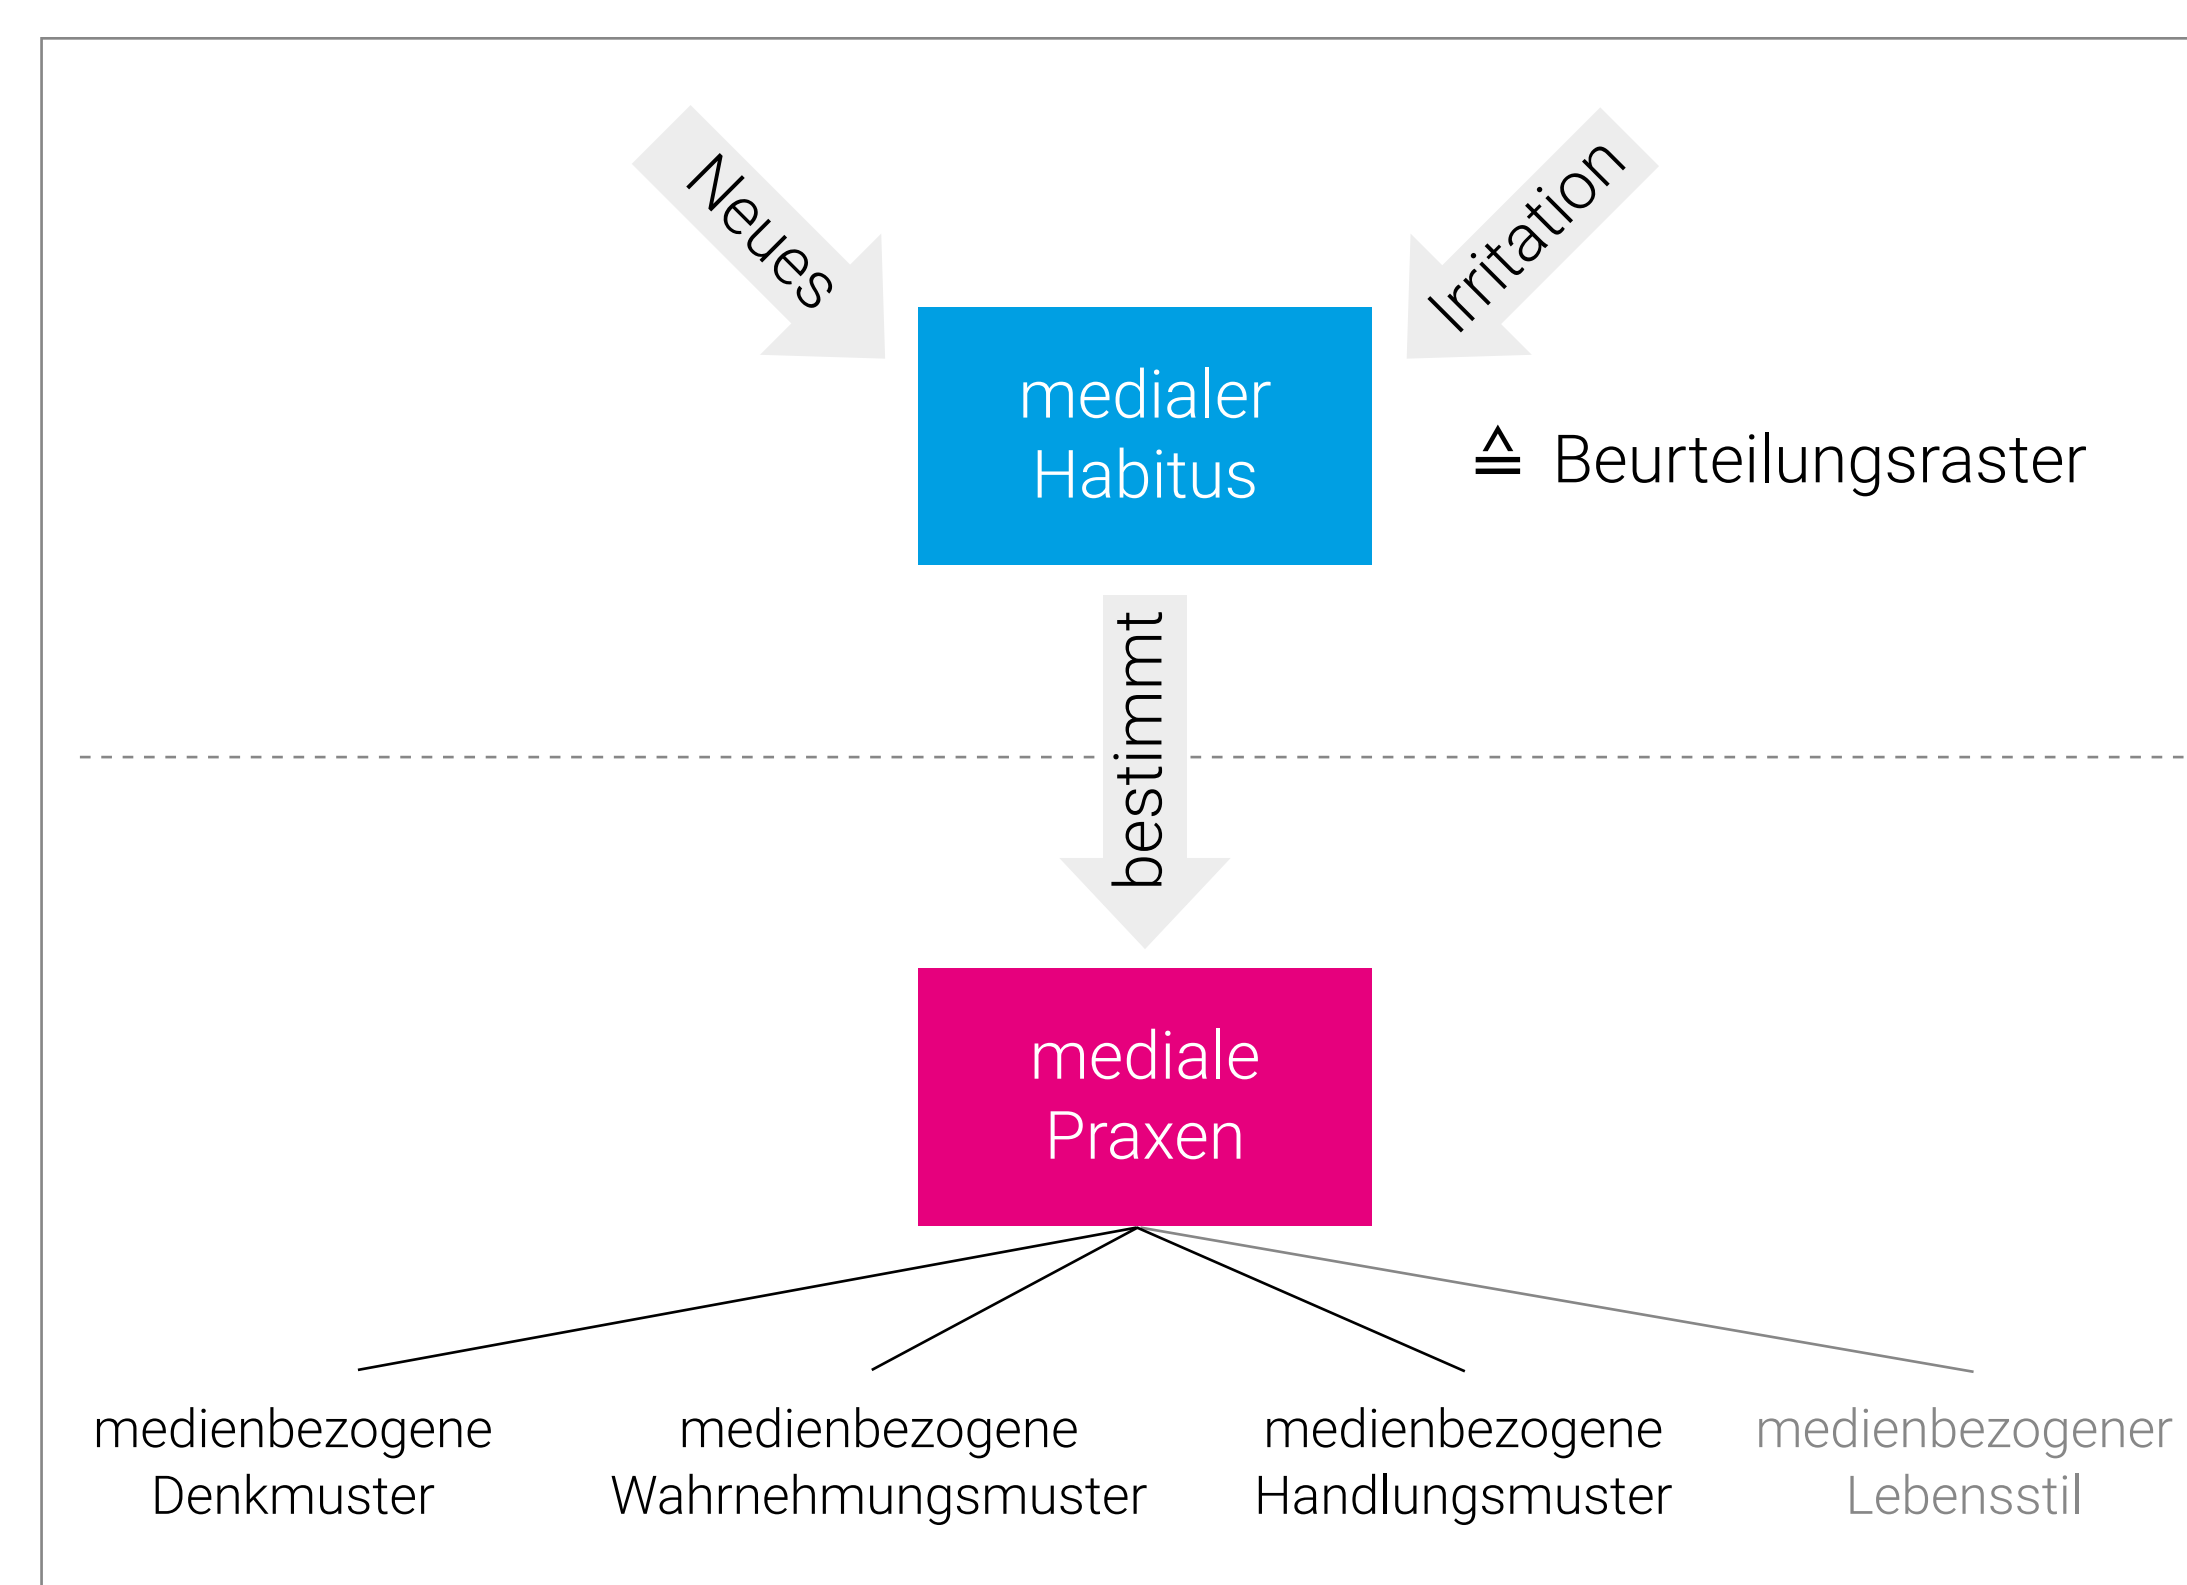 Neues
Irritation
medialer
Habitus
≙ Beurteilungsraster
bestimmt
mediale
Praxen
medienbezogene
Denkmuster
medienbezogene
Wahrnehmungsmuster
medienbezogene
Handlungsmuster
medienbezogener
Lebensstil